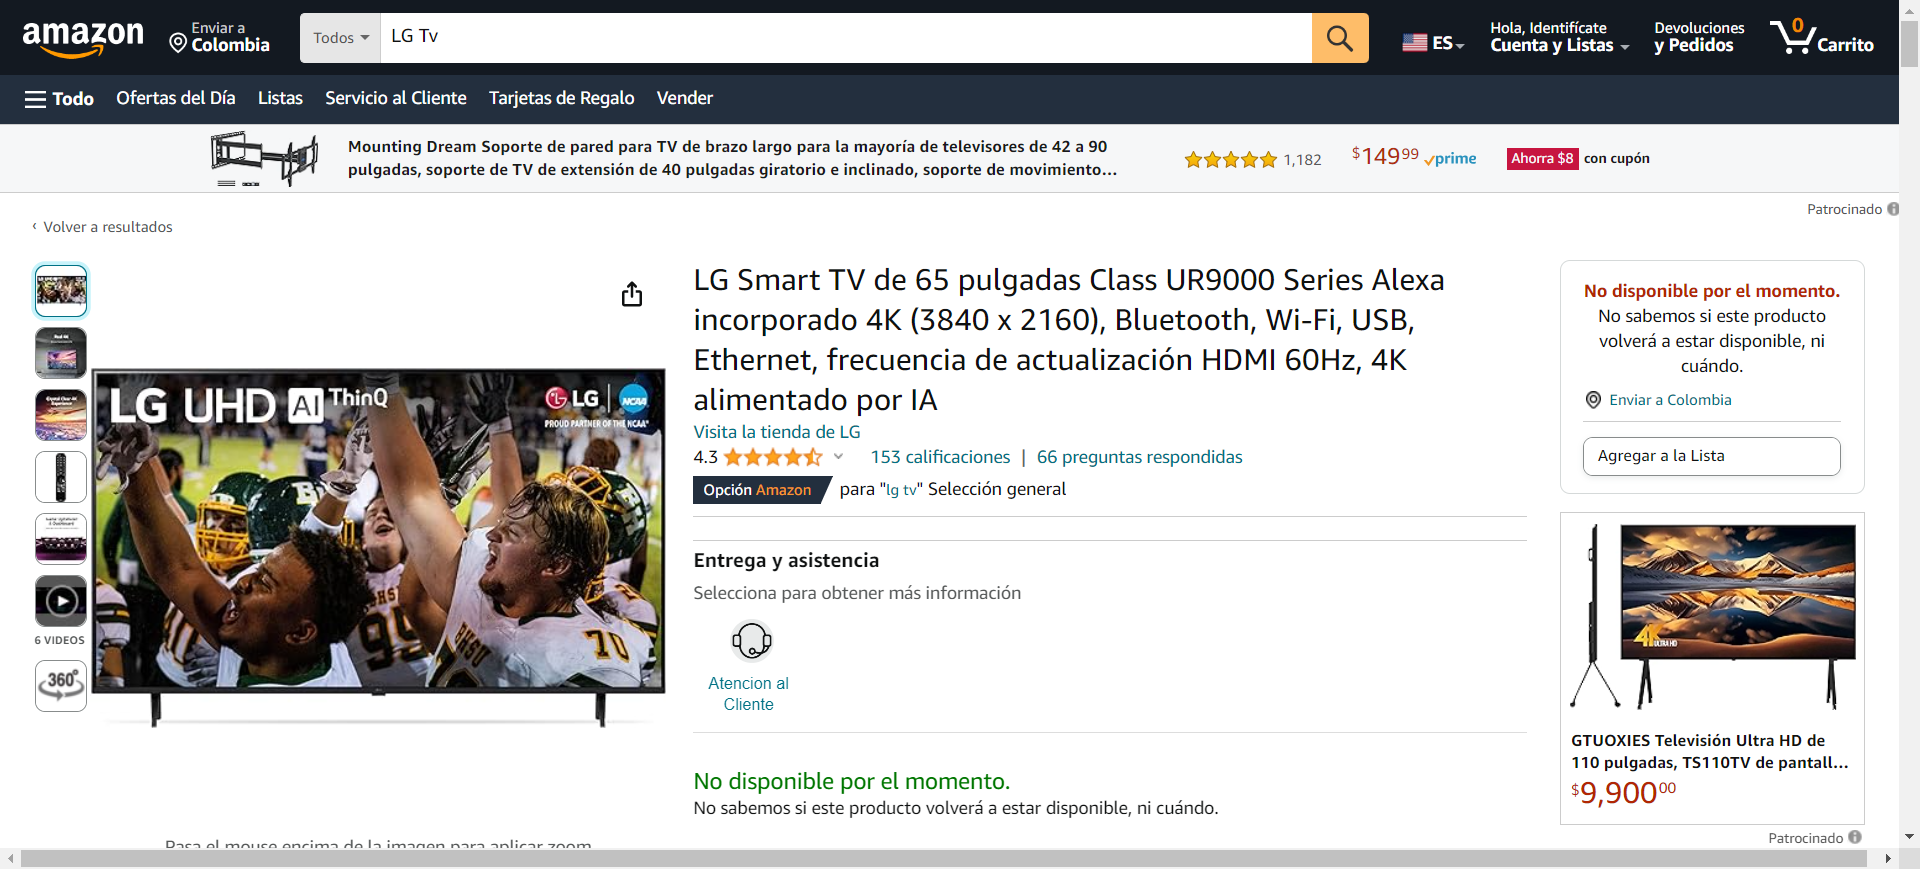 amazon
Enviar a
Colombia
Todos
LG Tv
ES
Hola, Identifícate
Cuenta y Listas
Devoluciones
y Pedidos
0
Carrito
Todo
Ofertas del Día
Listas
Servicio al Cliente
Tarjetas de Regalo
Vender
Mounting Dream Soporte de pared para TV de brazo largo para la mayoría de televisores de 42 a 90
pulgadas, soporte de TV de extensión de 40 pulgadas giratorio e inclinado, soporte de movimiento...
1,182
$14999
prime
Ahorra $8 con cupón
Patrocinado
‹ Volver a resultados
6 VIDEOS
360°
LG UHD AI ThinQ
LG
NCAA
PROUD PARTNER OF THE NCAA
70
LG Smart TV de 65 pulgadas Class UR9000 Series Alexa
incorporado 4K (3840 x 2160), Bluetooth, Wi-Fi, USB,
Ethernet, frecuencia de actualización HDMI 60Hz, 4K
alimentado por IA
Visita la tienda de LG
4.3
153 calificaciones | 66 preguntas respondidas
Opción Amazon para "lg tv" Selección general
Entrega y asistencia
Selecciona para obtener más información
Atencion al
Cliente
No disponible por el momento.
No sabemos si este producto volverá a estar disponible, ni cuándo.
Pasa el mouse encima de la imagen para aplicar zoom
No disponible por el momento.
No sabemos si este producto
volverá a estar disponible, ni
cuándo.
Enviar a Colombia
Agregar a la Lista
4K ULTRA HD
GTUOXIES Televisión Ultra HD de
110 pulgadas, TS110TV de pantall...
$9,90000
Patrocinado